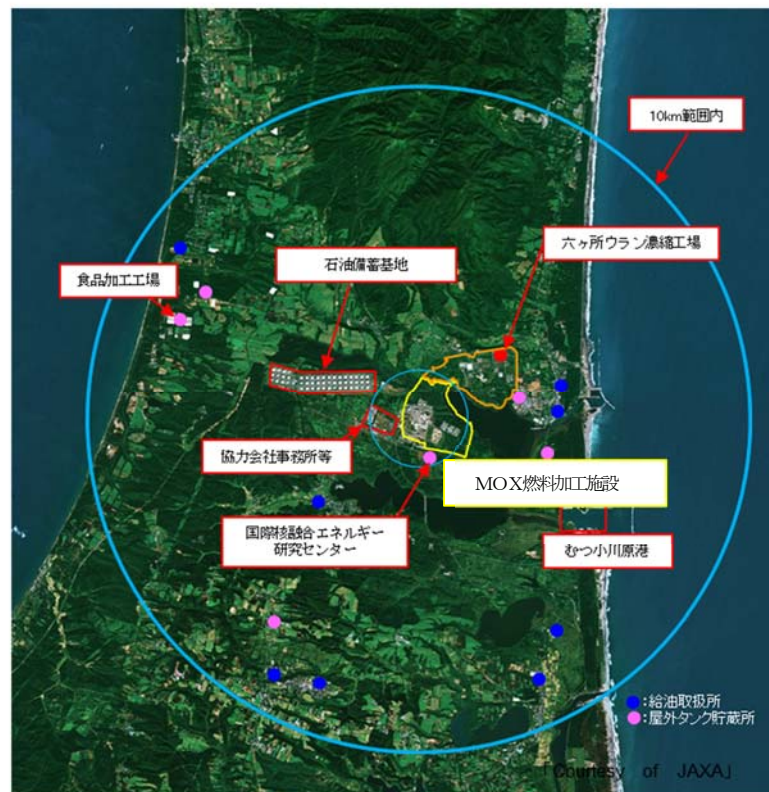 10km範囲内
六ヶ所ウラン濃縮工場
石油備蓄基地
食品加工工場
協力会社事務所等
MOX燃料加工施設
国際核融合エネルギー
研究センター
むつ小川原港
:給油取扱所
:屋外タンク貯蔵所
「Courtesy of JAXA」